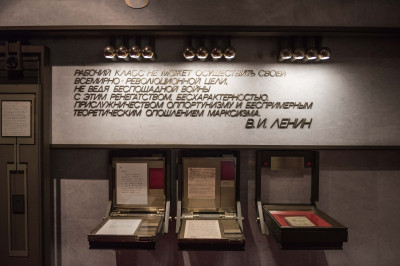 РАБОЧИЙ КЛАСС НЕ МОЖЕТ ОСУЩЕСТВИТЬ СВОЕЙ
ВСЕМИРНО-РЕВОЛЮЦИОННОЙ ЦЕЛИ,
НЕ ВЕДЯ БЕСПОЩАДНОЙ ВОЙНЫ
С ЭТИМ РЕНЕГАТСТВОМ, БЕСХАРАКТЕРНОСТЬЮ,
ПРИСЛУЖНИЧЕСТВОМ ОППОРТУНИЗМУ И БЕСПРИМЕРНЫМ
ТЕОРЕТИЧЕСКИМ ОПОШЛЕНИЕМ МАРКСИЗМА.
В.И. ЛЕНИН